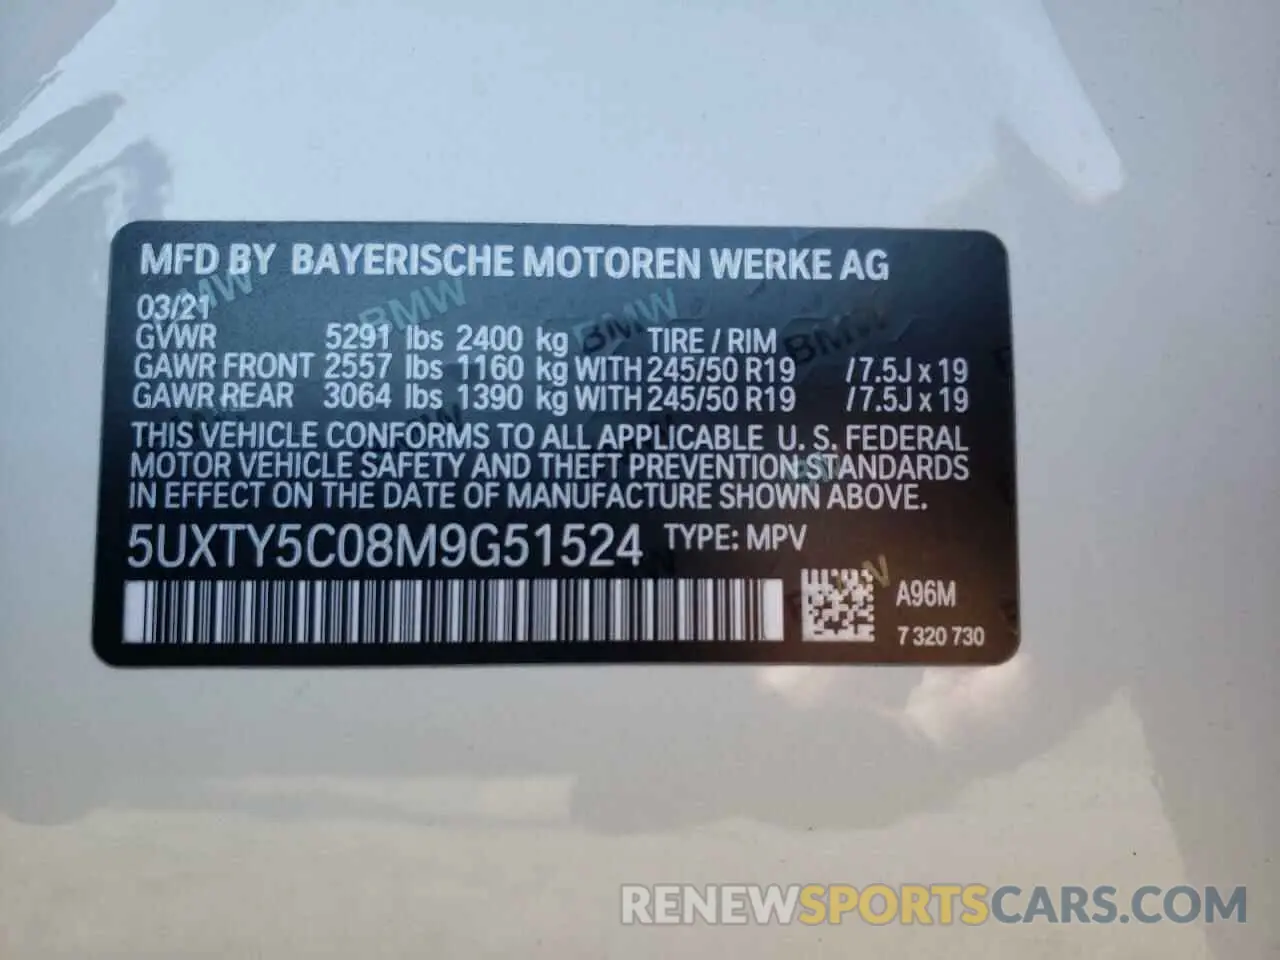 MFD BY BAYERISCHE MOTOREN WERKE AG
03/21
GVWR 5291 lbs 2400 kg TIRE / RIM
GAWR FRONT 2557 lbs 1160 kg WITH 245/50 R19 / 7.5J x 19
GAWR REAR 3064 lbs 1390 kg WITH 245/50 R19 / 7.5J x 19
THIS VEHICLE CONFORMS TO ALL APPLICABLE U. S. FEDERAL
MOTOR VEHICLE SAFETY AND THEFT PREVENTION STANDARDS
IN EFFECT ON THE DATE OF MANUFACTURE SHOWN ABOVE.
5UXTY5C08M9G51524 TYPE: MPV
A96M
7 320 730
RENEWSPORTSCARS.COM